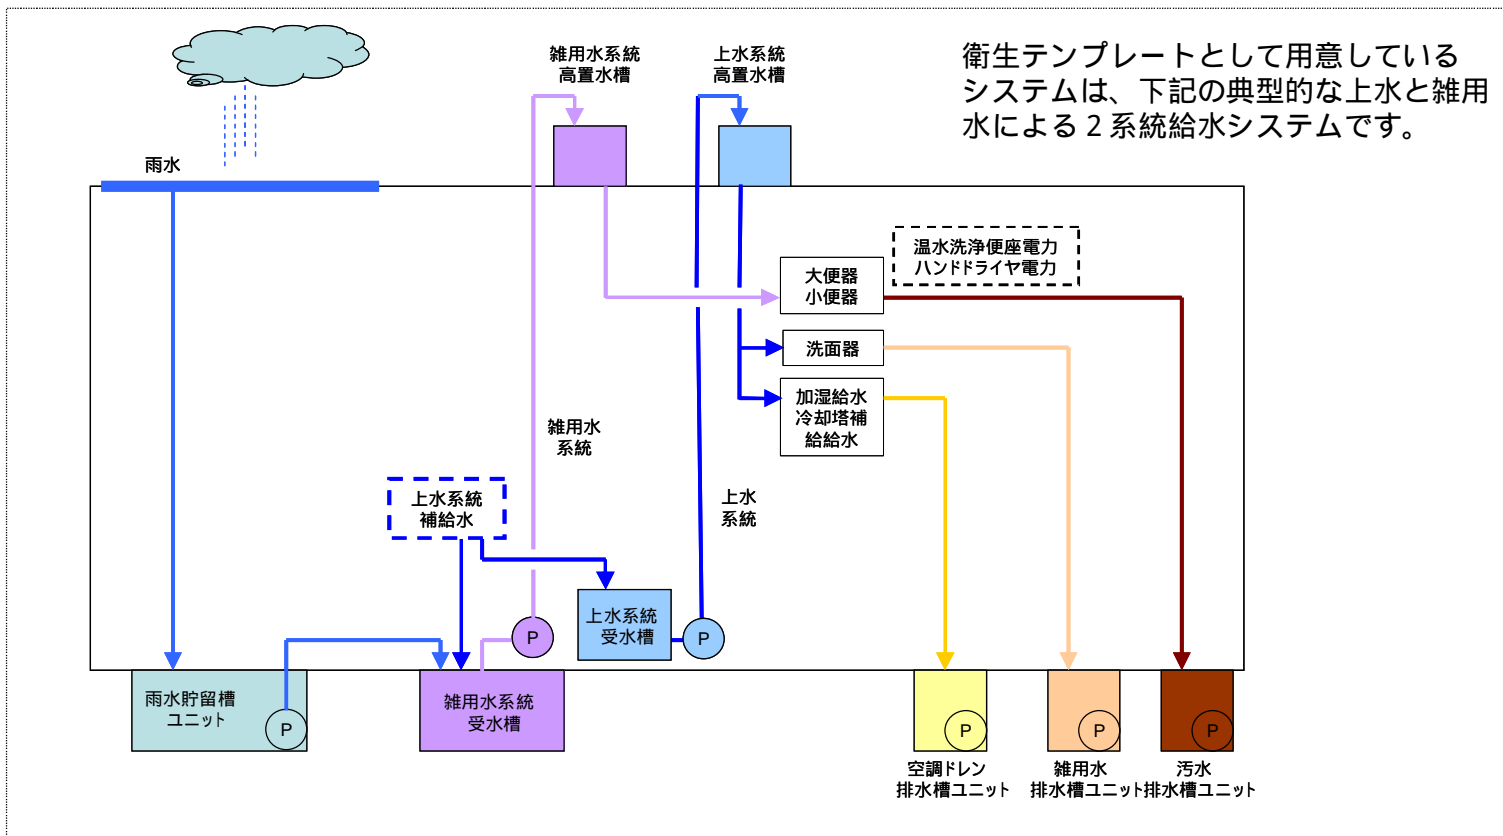 衛生テンプレートとして用意している
システムは、下記の典型的な上水と雑用
水による２系統給水システムです。
雑用水系統
高置水槽
上水系統
高置水槽
雨水
温水洗浄便座電力
ハンドドライヤ電力
大便器
小便器
洗面器
加湿給水
冷却塔補
給給水
雑用水
系統
上水系統
補給水
上水
系統
上水系統
受水槽
P
P
雨水貯留槽
ユニット
P
雑用水系統
受水槽
P
P
P
空調ドレン
排水槽ユニット
雑用水
排水槽ユニット
汚水
排水槽ユニット